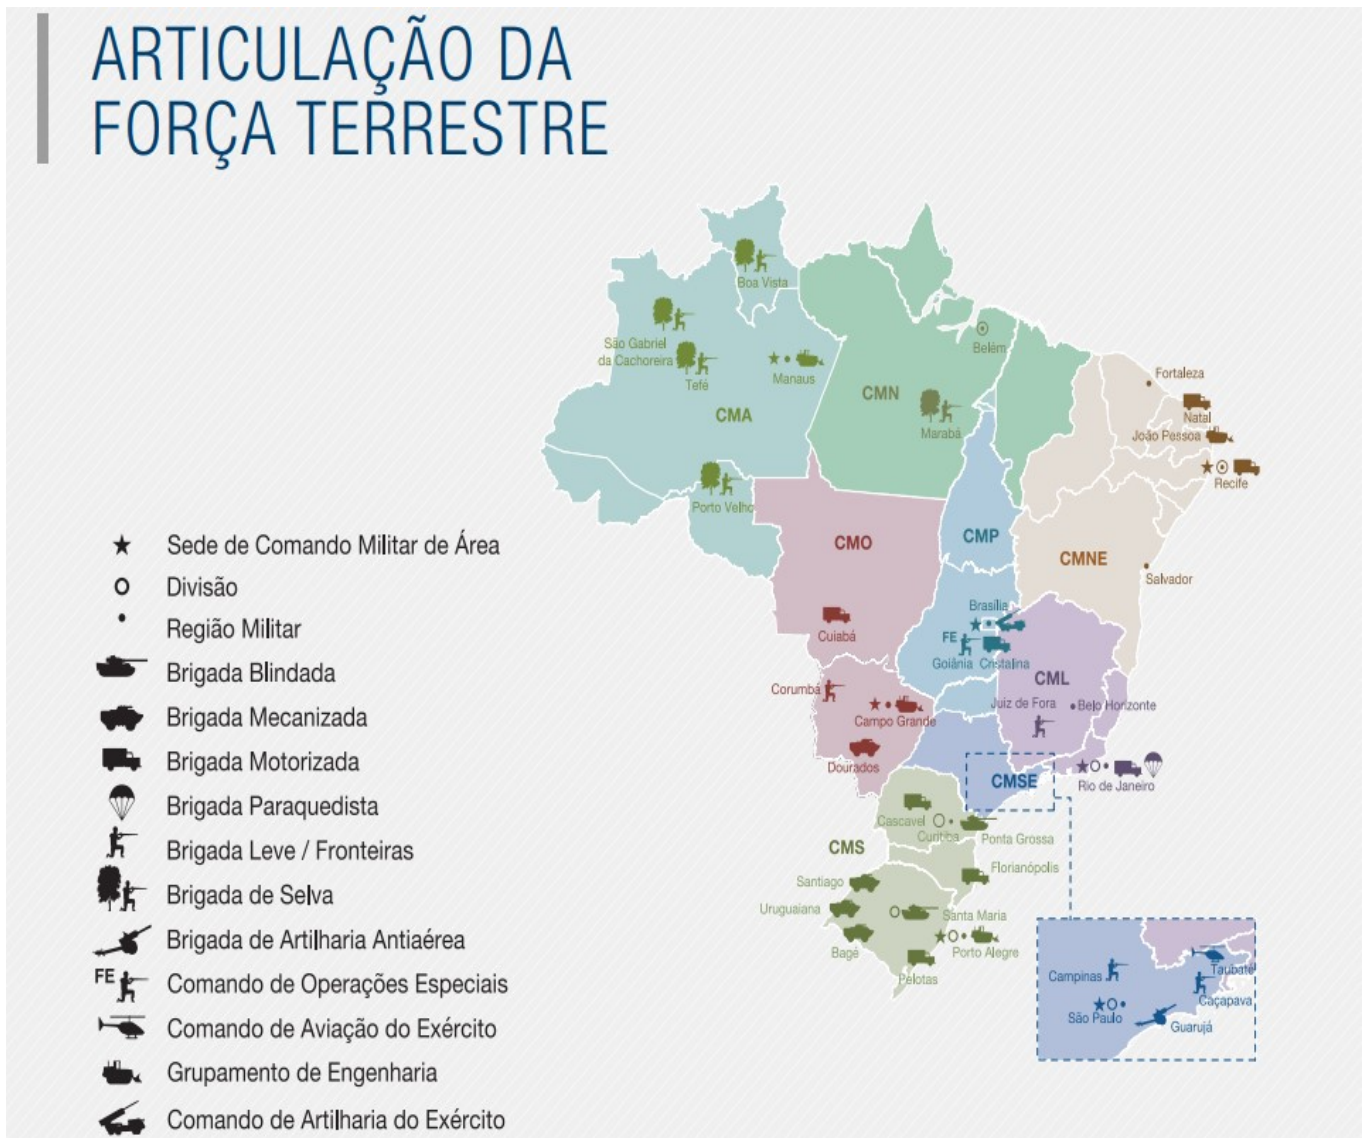 ARTICULAÇÃO DA
FORÇA TERRESTRE
Boa Vista
São Gabriel
da Cachoreira
Tefé
Manaus
CMA
Porto Velho
Belém
CMN
Marabá
Fortaleza
Natal
João Pessoa
Recife
CMO
CMP
CMNE
Salvador
Cuiabá
Brasília
FE
Goiânia
Cristalina
CML
Corumbá
Campo Grande
Dourados
Juiz de Fora
Belo Horizonte
CMSE
Rio de Janeiro
Cascavel
Curitiba
Ponta Grossa
CMS
Florianópolis
Santiago
Uruguaiana
Santa Maria
Bagé
Porto Alegre
Pelotas
Campinas
Taubaté
Caçapava
São Paulo
Guarujá
Sede de Comando Militar de Área
Divisão
Região Militar
Brigada Blindada
Brigada Mecanizada
Brigada Motorizada
Brigada Paraquedista
Brigada Leve / Fronteiras
Brigada de Selva
Brigada de Artilharia Antiaérea
FE Comando de Operações Especiais
Comando de Aviação do Exército
Grupamento de Engenharia
Comando de Artilharia do Exército